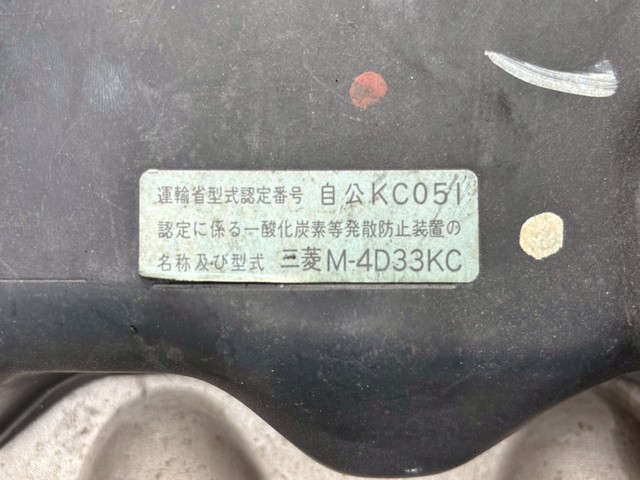 運輸省型式認定番号 自公KC051
認定に係る一酸化炭素等発散防止装置の
名称及び型式 三菱M-4D33KC